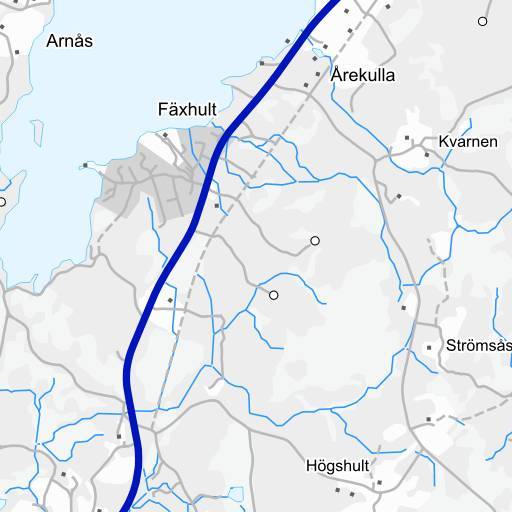 Arnås
Årekulla
Fäxhult
Kvarnen
Strömsås
Högshult